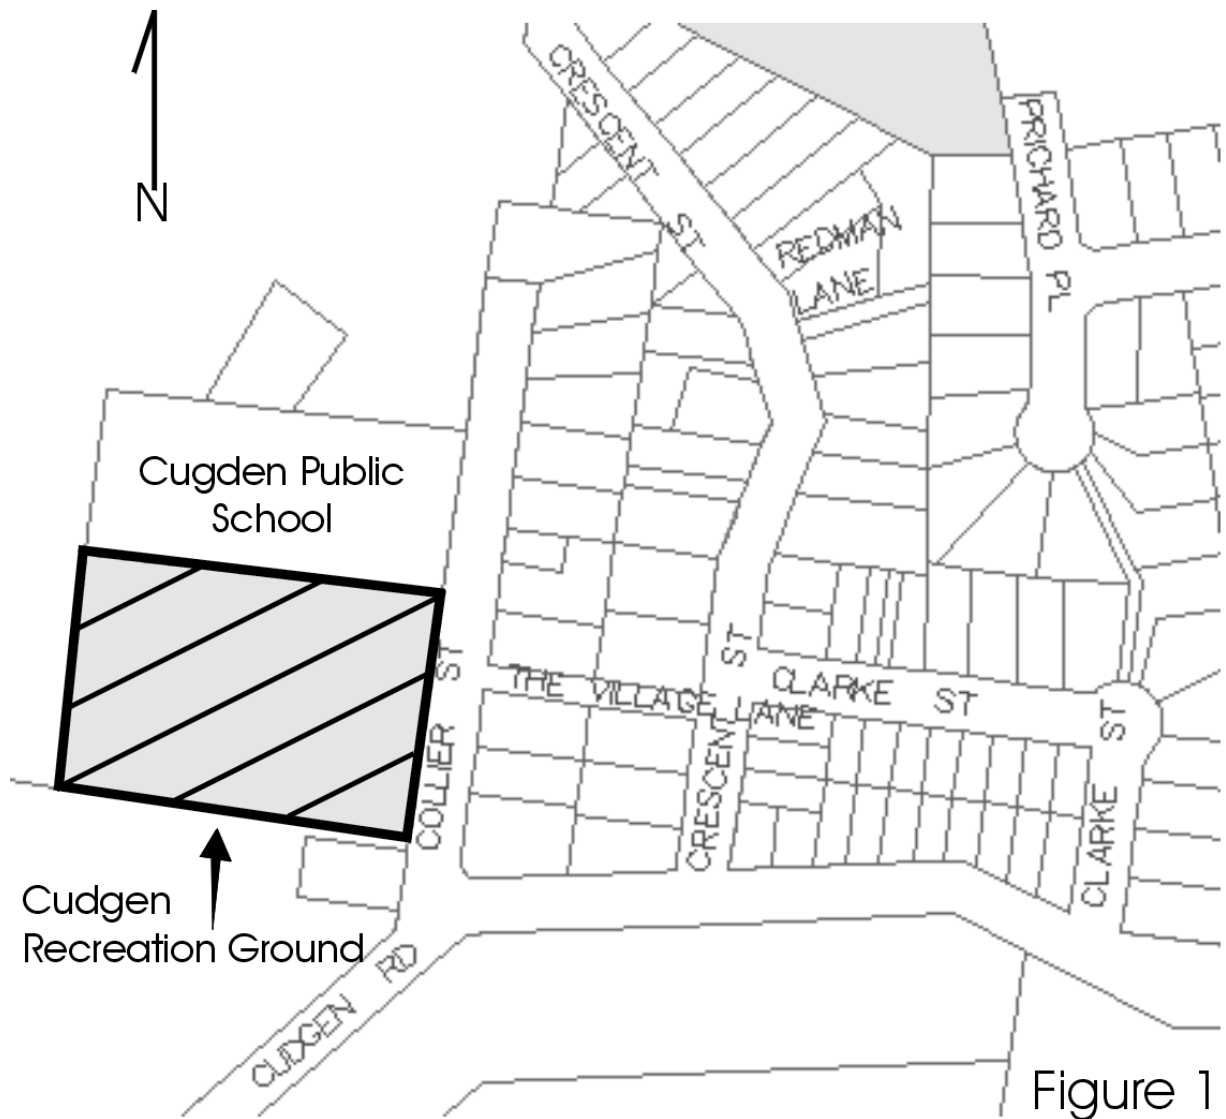 N
CRESCENT ST
PRICHARD PL
REDMAN
LANE
Cugden Public
School
THE VILLAGE LANE
CLARKE ST
CRESCENT ST
COLLIER ST
CLARKE ST
Cudgen
Recreation Ground
CUDGEN RD
Figure 1